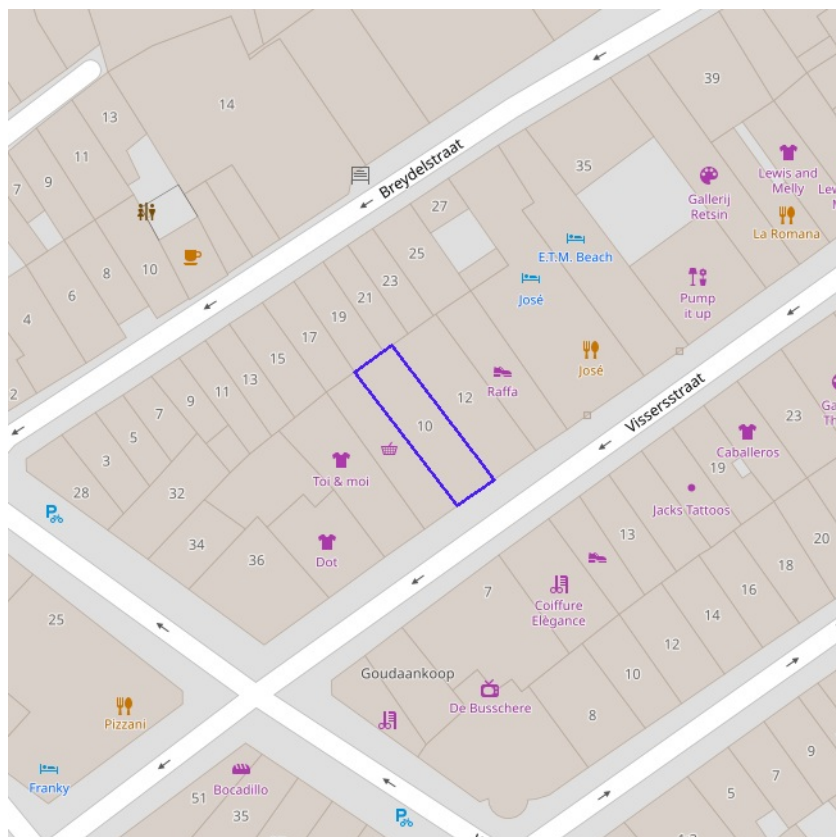 39
13
14
11
Breydelstraat
35
Lewis and
Melly
7
9
Gallerij
Retsin
27
La Romana
25
E.T.M. Beach
8
10
23
José
6
21
Pump
it up
19
4
17
15
José
12
Raffa
2
13
11
9
Vissersstraat
7
10
23
5
Caballeros
3
Toi & moi
19
28
32
Jacks Tattoos
34
13
20
Dot
36
18
7
16
Coiffure
Elègance
14
25
12
Goudaankoop
10
De Busschere
8
Pizzani
9
Franky
Bocadillo
7
51
5
35